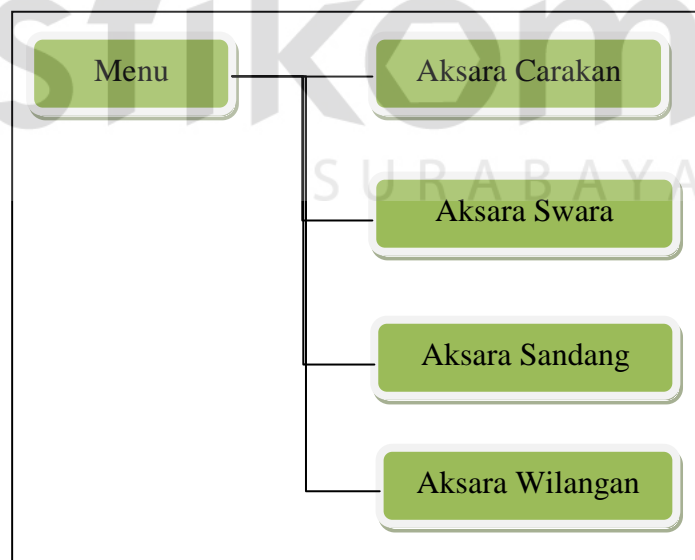 stikom
SURABAYA
Menu
Aksara Carakan
Aksara Swara
Aksara Sandang
Aksara Wilangan